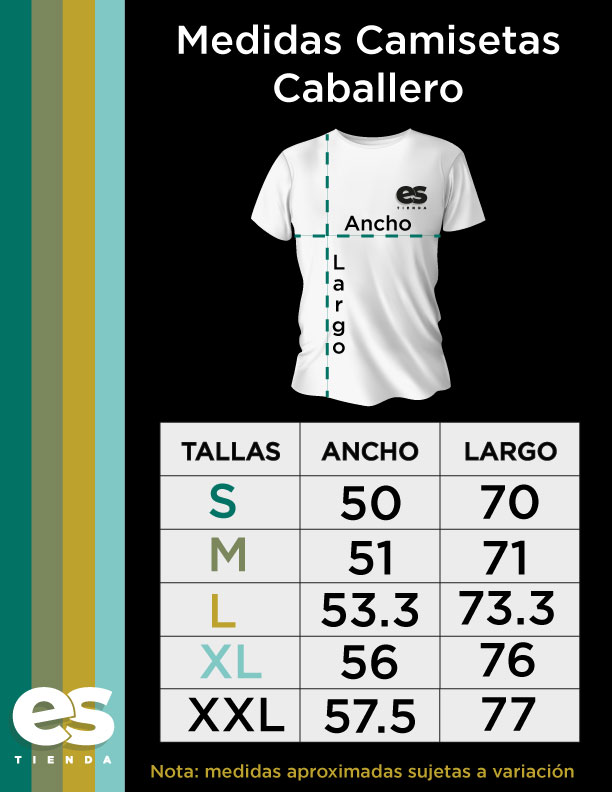 Medidas Camisetas
Caballero
es
TIENDA
Ancho
Largo
TALLAS ANCHO LARGO
S 50 70
M 51 71
L 53.3 73.3
XL 56 76
XXL 57.5 77
es
TIENDA
Nota: medidas aproximadas sujetas a variación